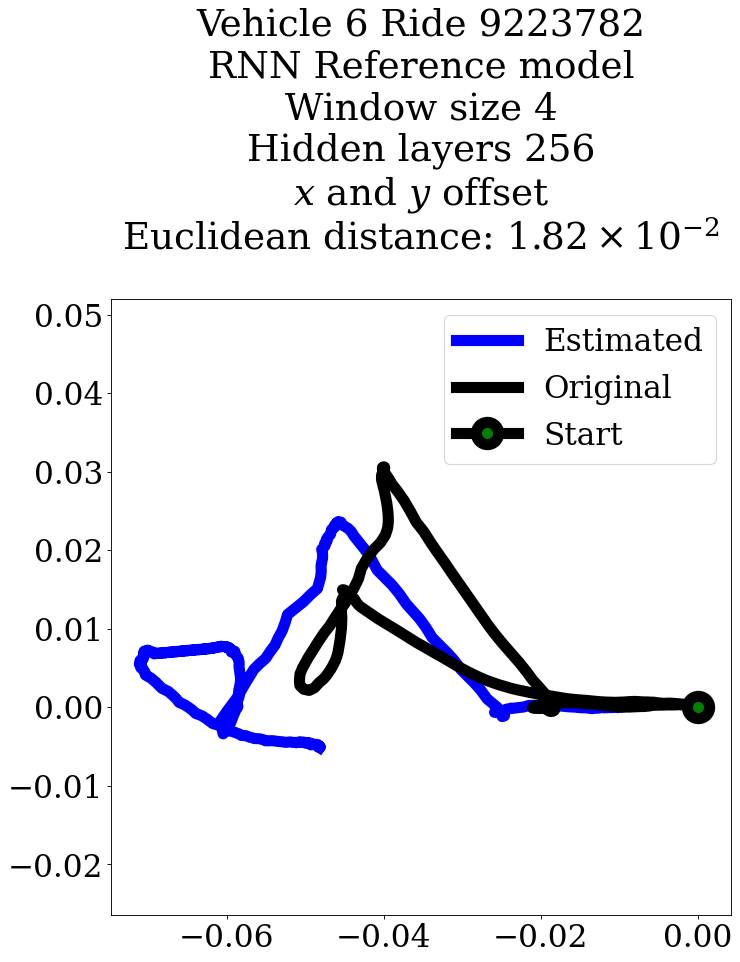 Vehicle 6 Ride 9223782
RNN Reference model
Window size 4
Hidden layers 256
x and y offset
Euclidean distance: 1.82 × 10⁻²
Estimated
Original
Start
0.05
0.04
0.03
0.02
0.01
0.00
−0.01
−0.02
−0.06 −0.04 −0.02 0.00